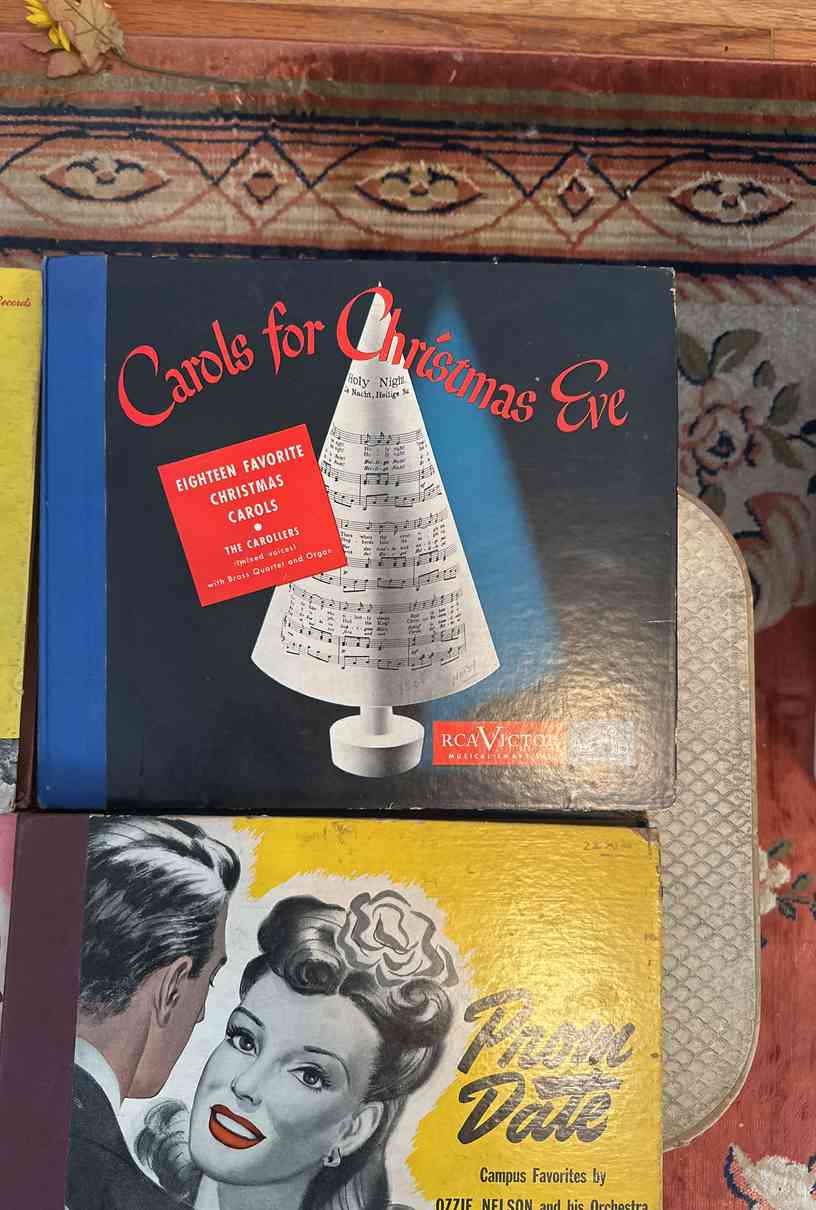 Records
Carols for Christmas Eve
Holy Night
Nacht, Heilige
EIGHTEEN FAVORITE
CHRISTMAS
CAROLS
THE CAROLLERS
(mixed voices)
with Brass Quartet and Organ
RCA VICTOR
Prom
Date
Campus Favorites by
OZZIE NELSON and his Orchestra